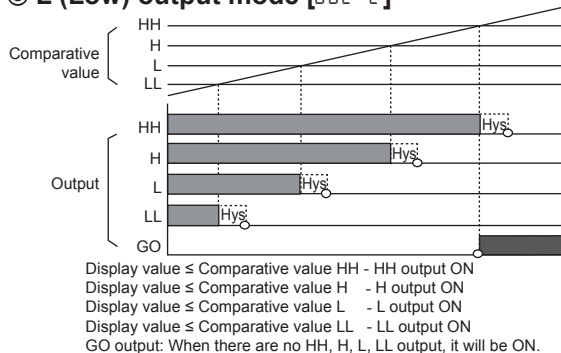 L (Low) output mode [
HH
H
Comparative
value
L
LL
HH Hys
H Hys
Output
L Hys
LL Hys
GO
Display value ≤ Comparative value HH - HH output ON
Display value ≤ Comparative value H - H output ON
Display value ≤ Comparative value L - L output ON
Display value ≤ Comparative value LL - LL output ON
GO output: When there are no HH, H, L, LL output, it will be ON.